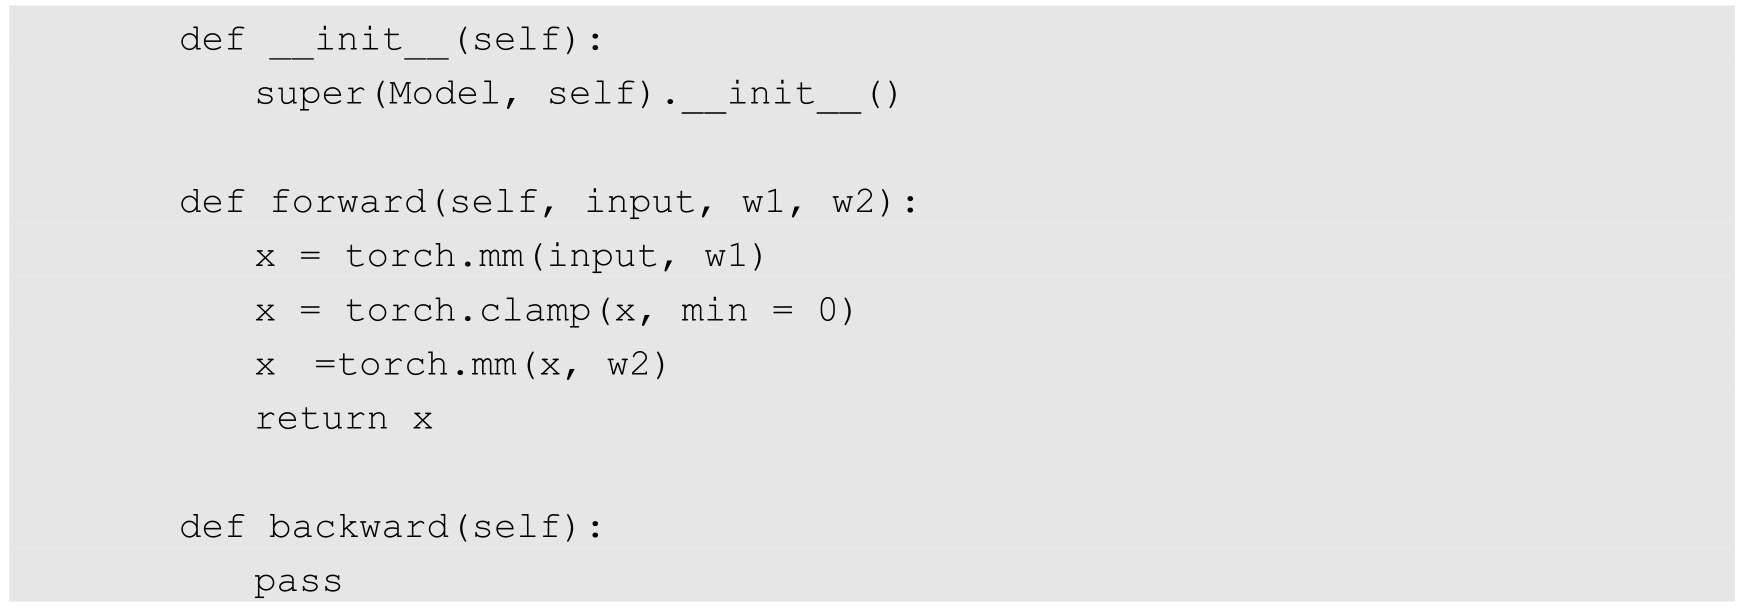 def __init__(self):
super(Model, self).__init__()
def forward(self, input, w1, w2):
x = torch.mm(input, w1)
x = torch.clamp(x, min = 0)
x  =torch.mm(x, w2)
return x
def backward(self):
pass